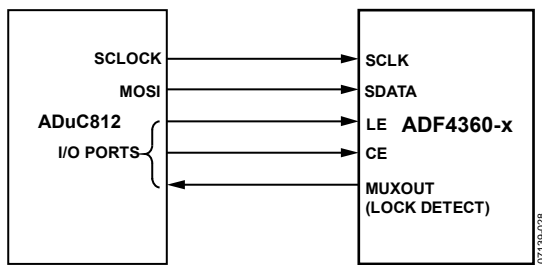 SCLOCK
MOSI
ADuC812
I/O PORTS
SCLK
SDATA
LE
ADF4360-x
CE
MUXOUT
(LOCK DETECT)
07139-028